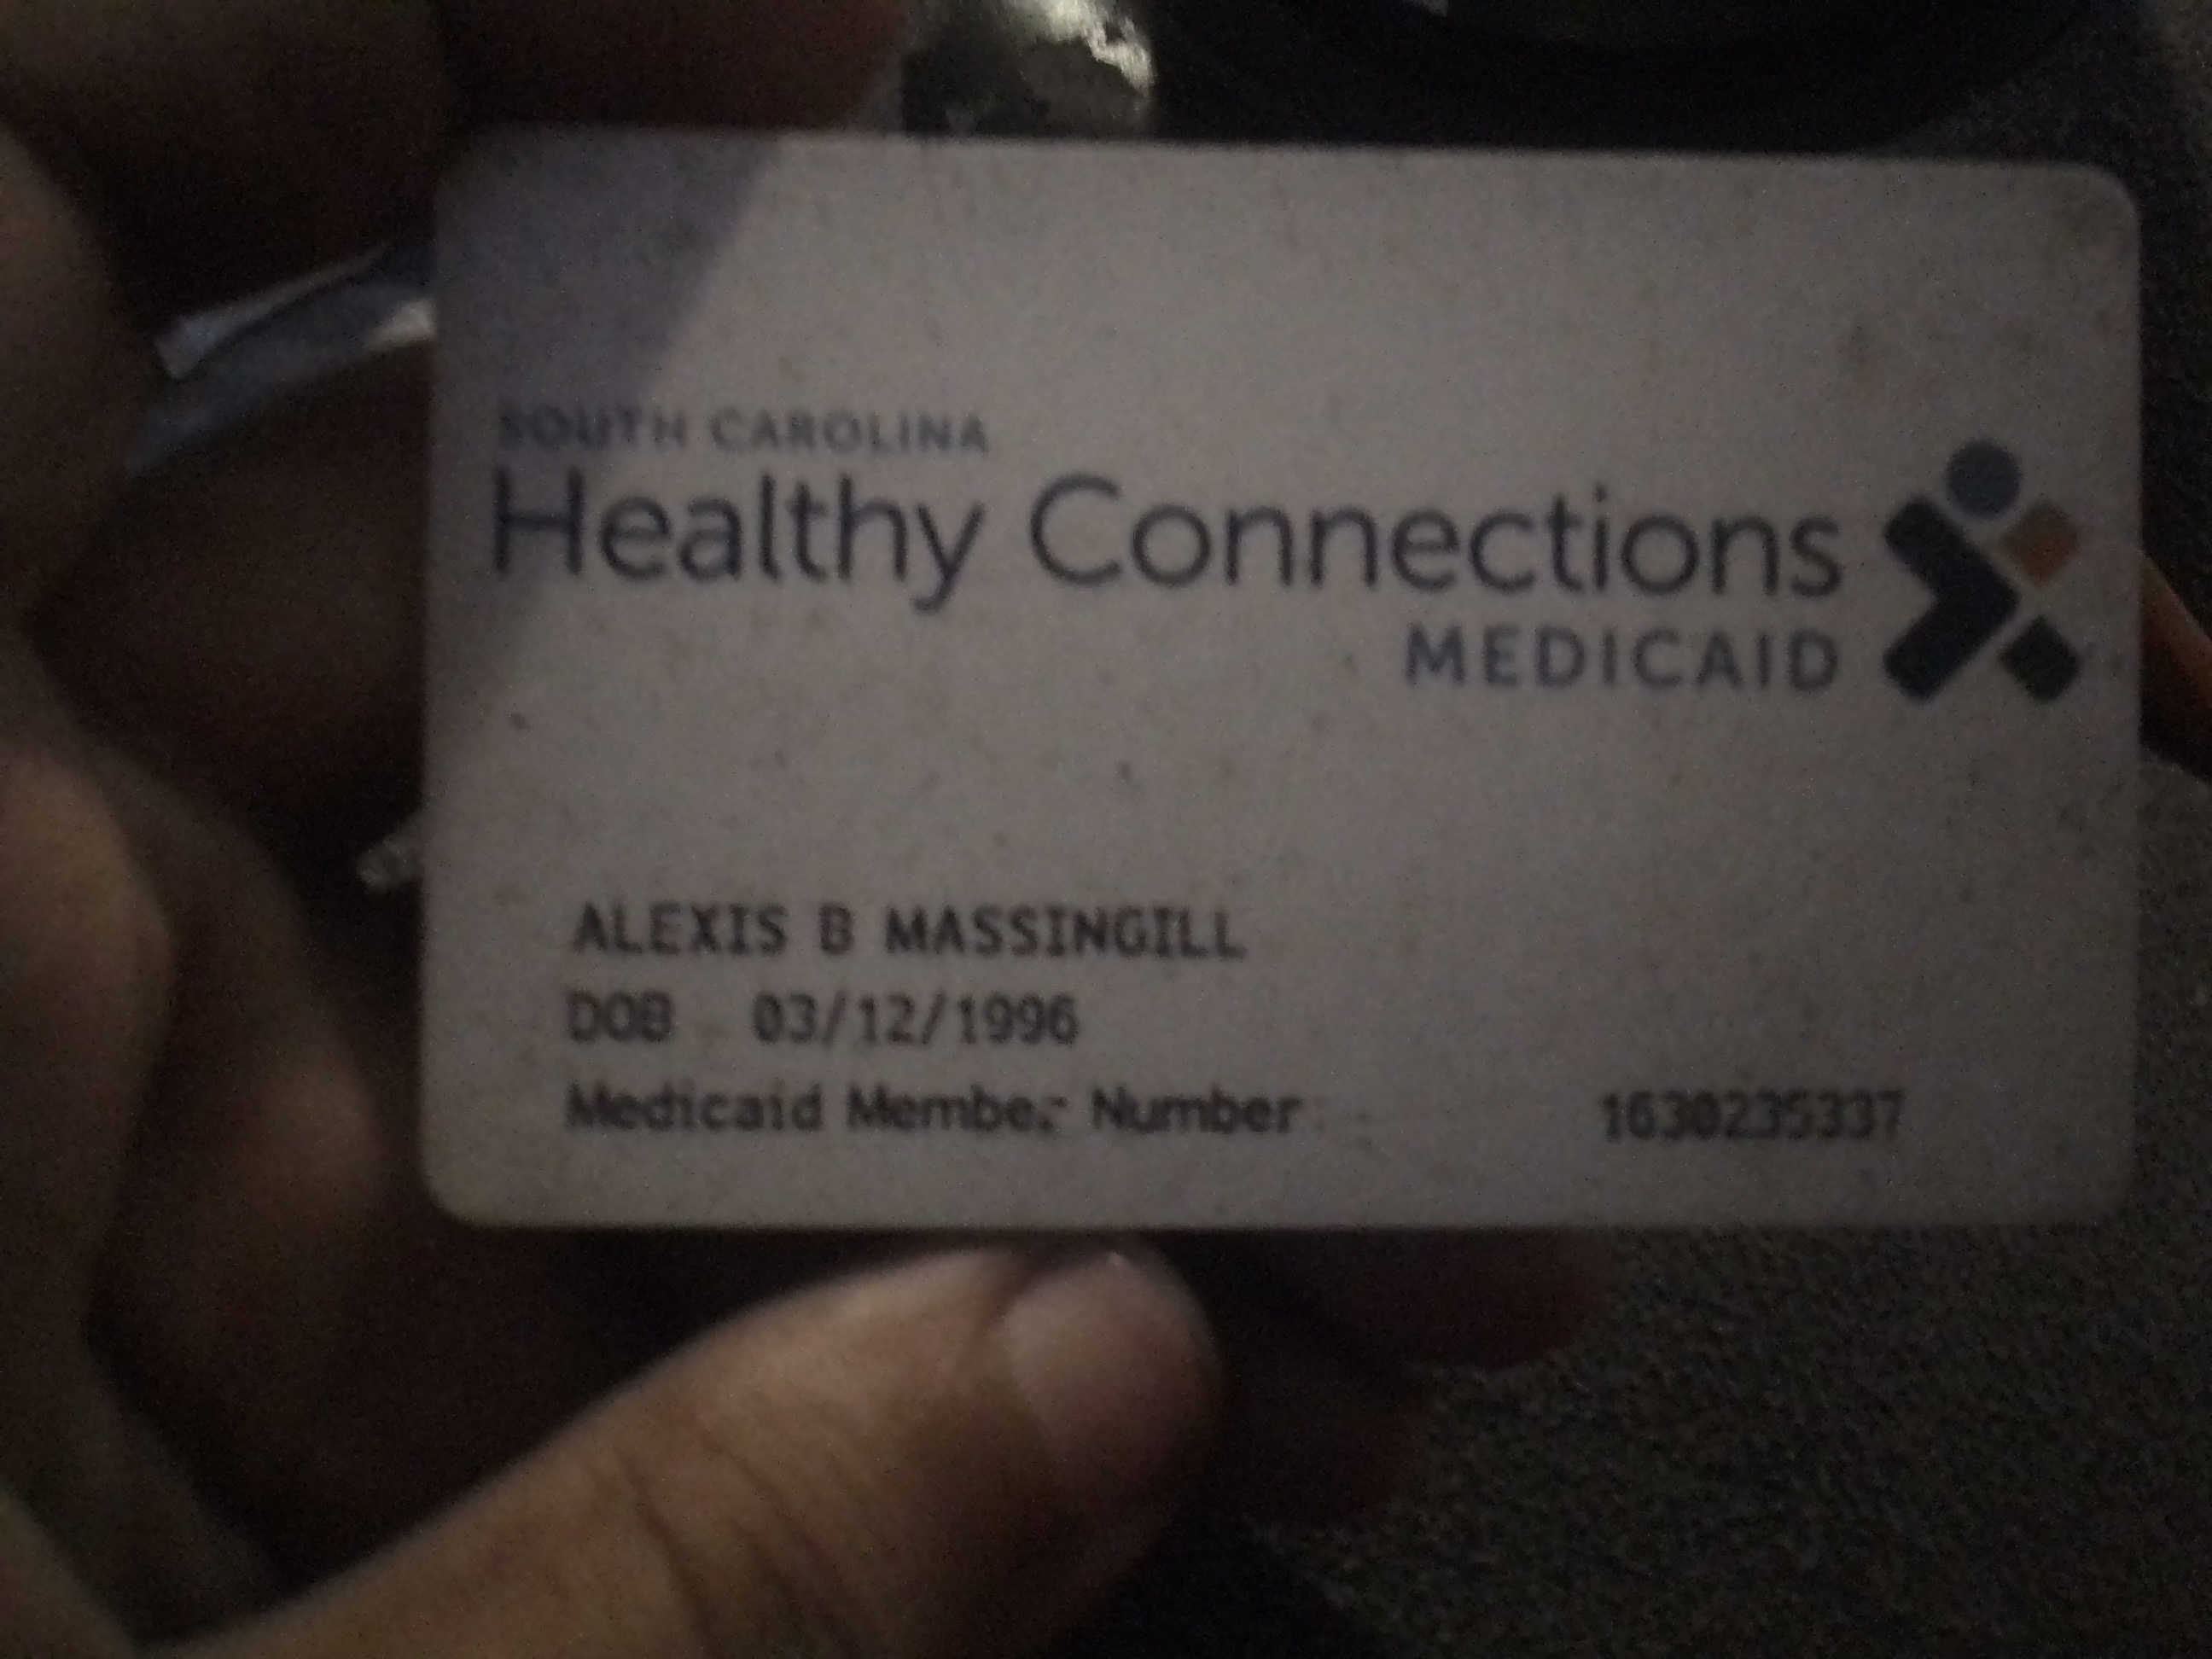 SOUTH CAROLINA
Healthy Connections
MEDICAID
ALEXIS B MASSINGILL
DOB 03/12/1996
Medicaid Member Number 1630235337